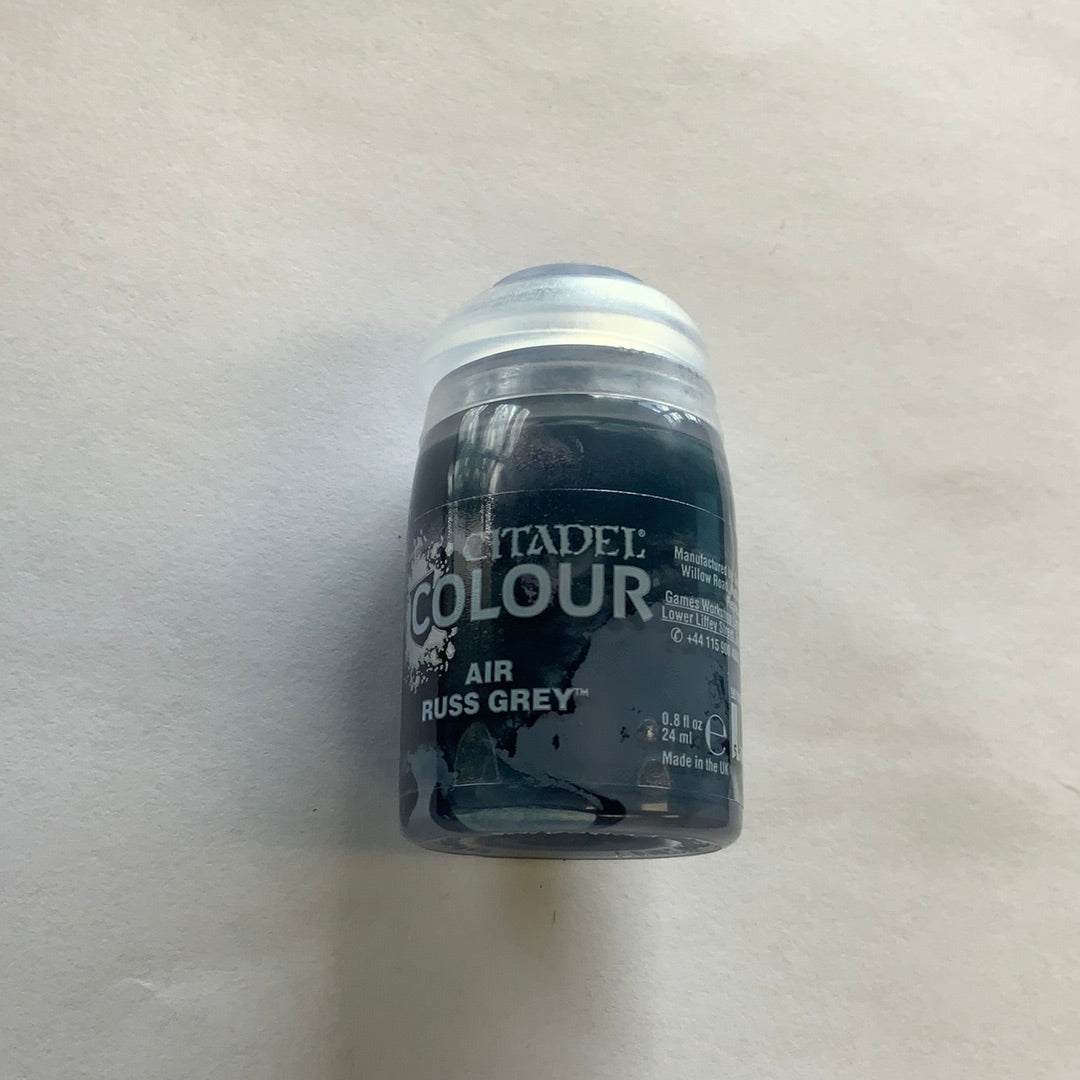 CITADEL®
COLOUR
AIR
RUSS GREY™
Manufactured
Willow Road
Games
Lower Liffey
✆ +44 115
0.8 fl oz
24 ml
e
Made in the UK